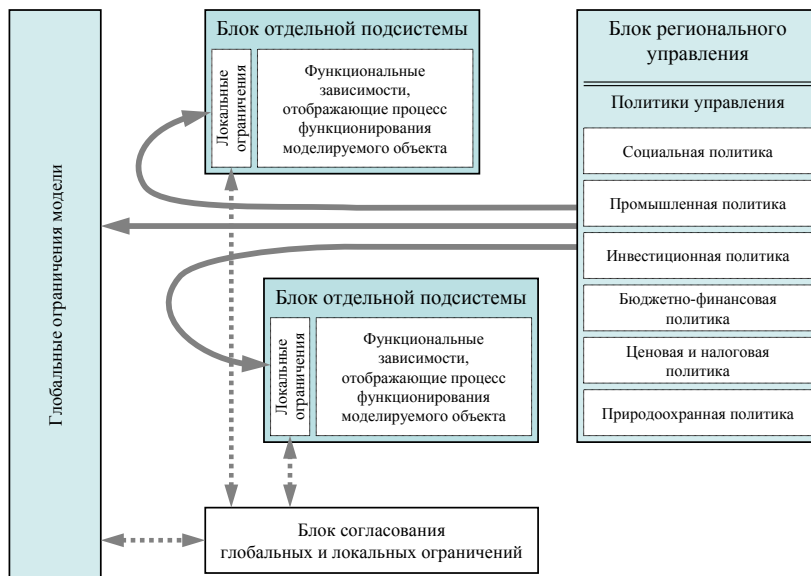 Глобальные ограничения модели
Блок отдельной подсистемы
Локальные
ограничения
Функциональные
зависимости,
отображающие процесс
функционирования
моделируемого объекта
Блок отдельной подсистемы
Локальные
ограничения
Функциональные
зависимости,
отображающие процесс
функционирования
моделируемого объекта
Блок согласования
глобальных и локальных ограничений
Блок регионального
управления
Политики управления
Социальная политика
Промышленная политика
Инвестиционная политика
Бюджетно-финансовая
политика
Ценовая и налоговая
политика
Природоохранная политика